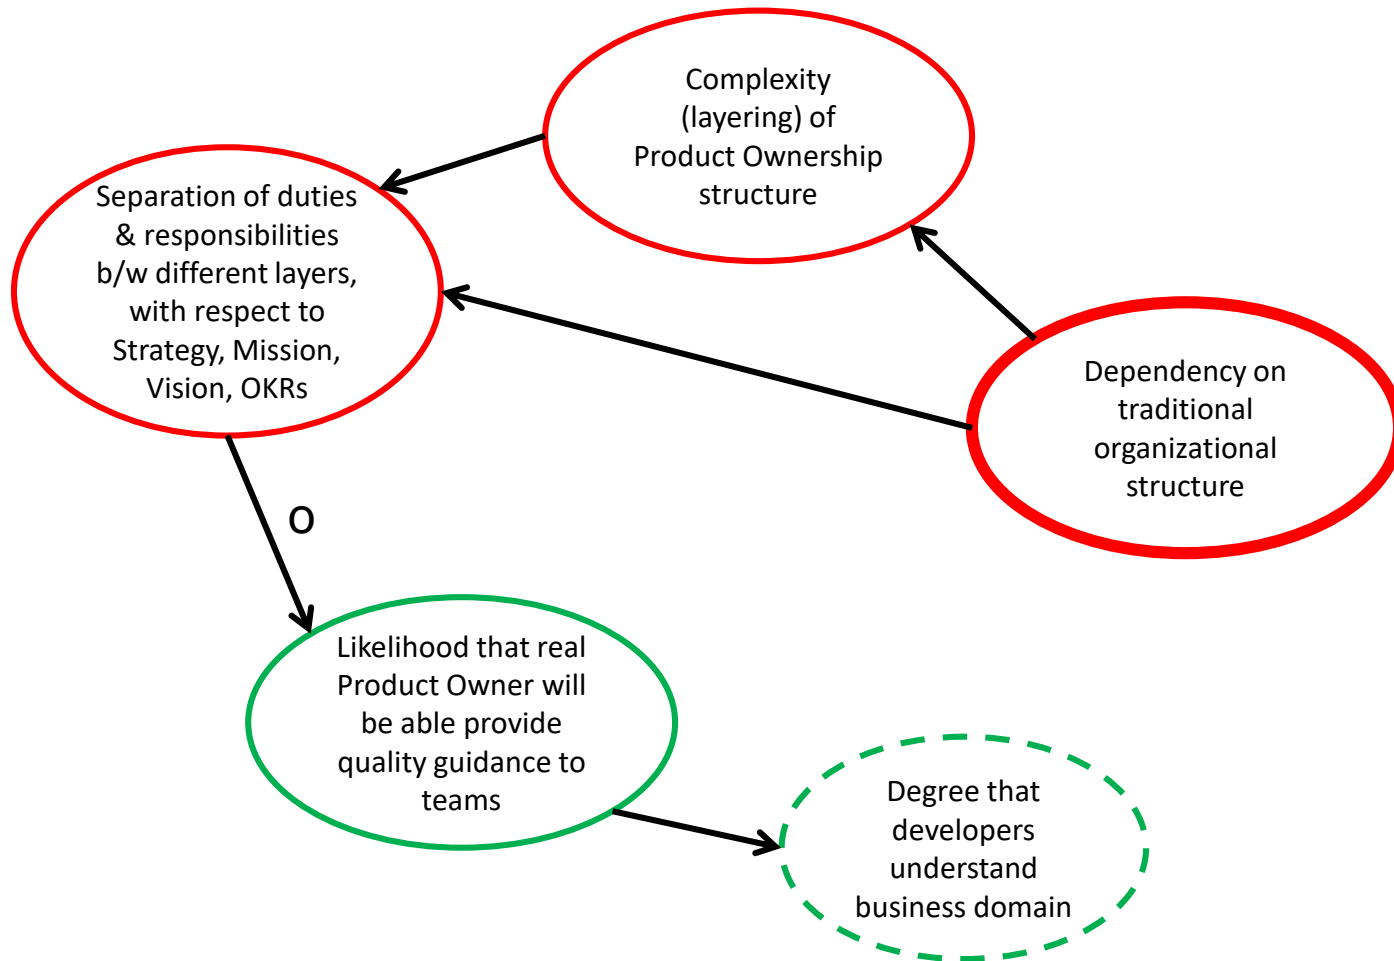 Complexity
(layering) of
Product Ownership
structure
Separation of duties
& responsibilities
b/w different layers,
with respect to
Strategy, Mission,
Vision, OKRs
Dependency on
traditional
organizational
structure
O
Likelihood that real
Product Owner will
be able provide
quality guidance to
teams
Degree that
developers
understand
business domain